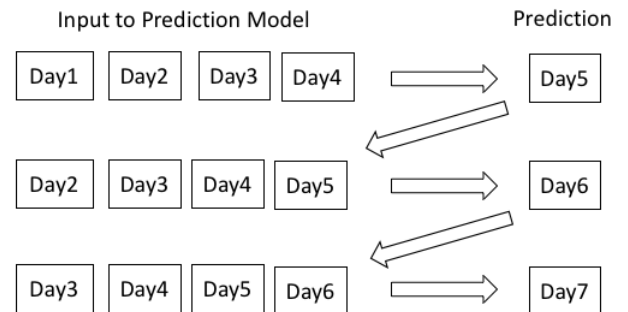 Input to Prediction Model Prediction
Day1 Day2 Day3 Day4 Day5
Day2 Day3 Day4 Day5 Day6
Day3 Day4 Day5 Day6 Day7